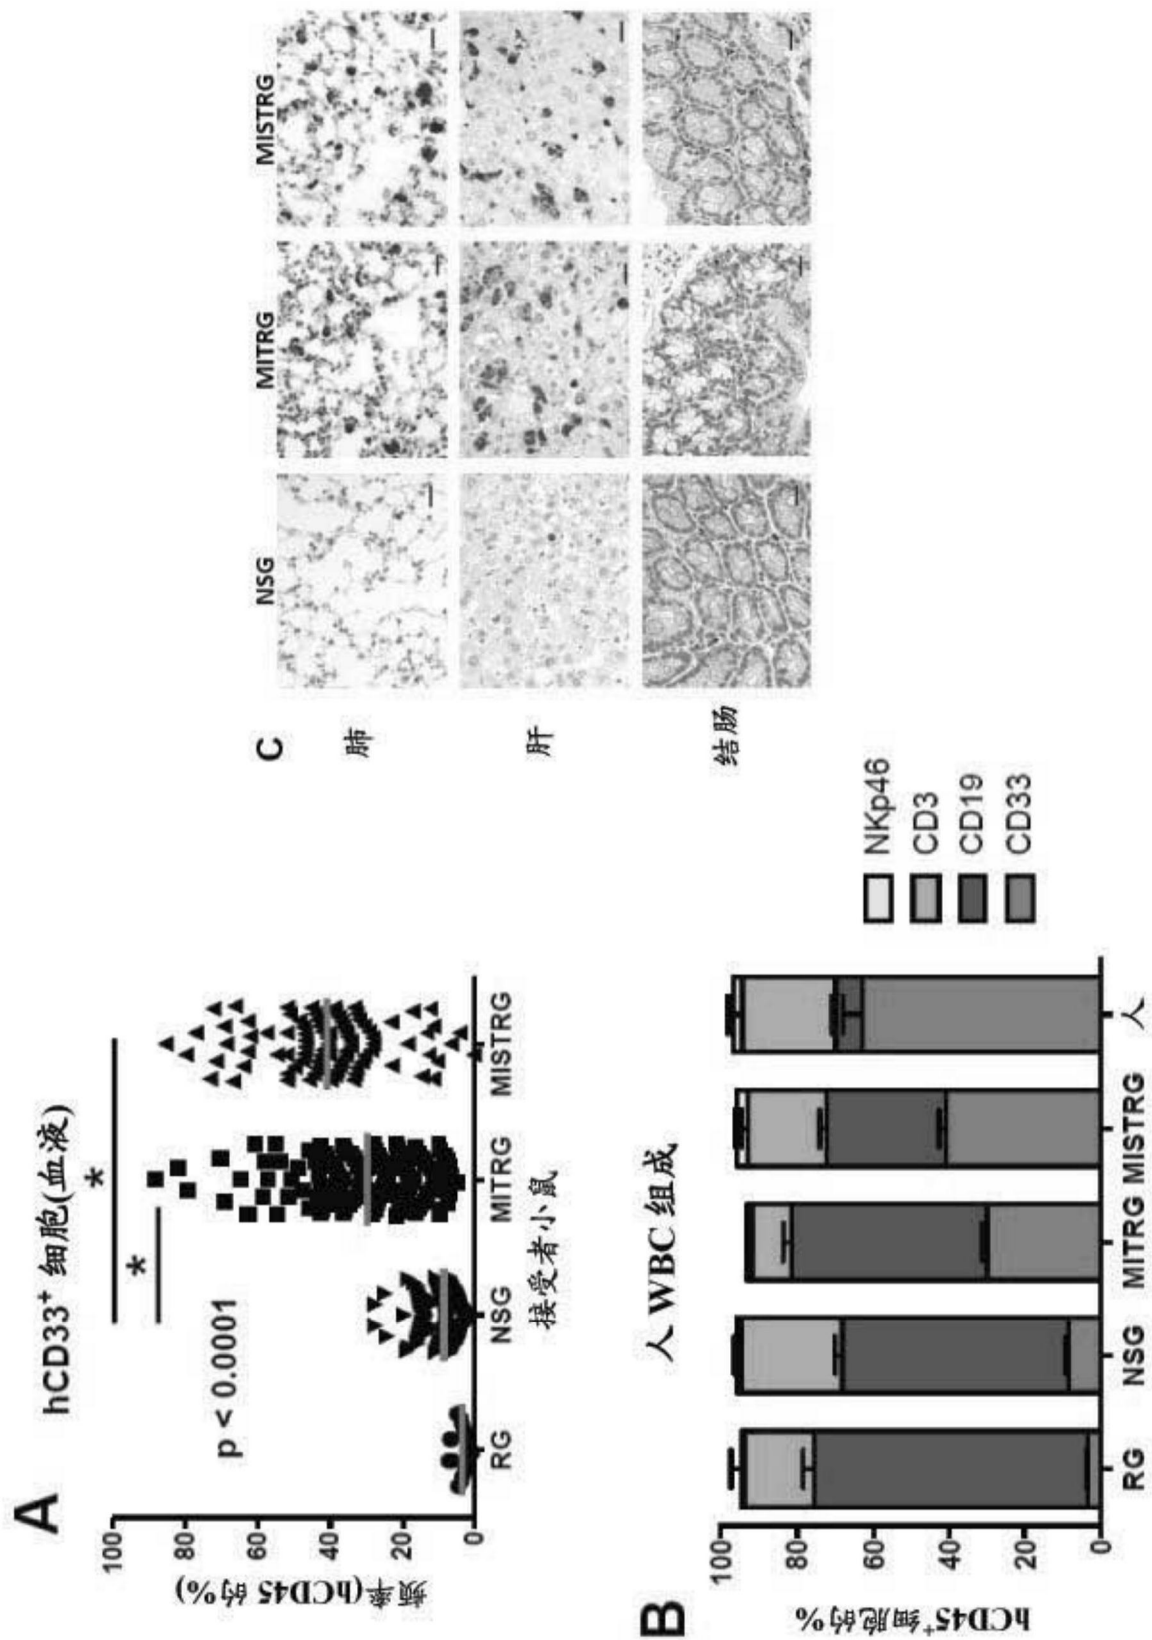 A
hCD33⁺ 细胞(血液)
频率(hCD45 的%)
100
80
60
40
20
0
*
*
p < 0.0001
RG
NSG
MITRG
MISTRG
接受者小鼠
B
人 WBC 组成
hCD45⁺细胞的%
100
80
60
40
20
0
RG
NSG
MITRG
MISTRG
人
NKp46
CD3
CD19
CD33
C
NSG
MITRG
MISTRG
肺
肝
结肠